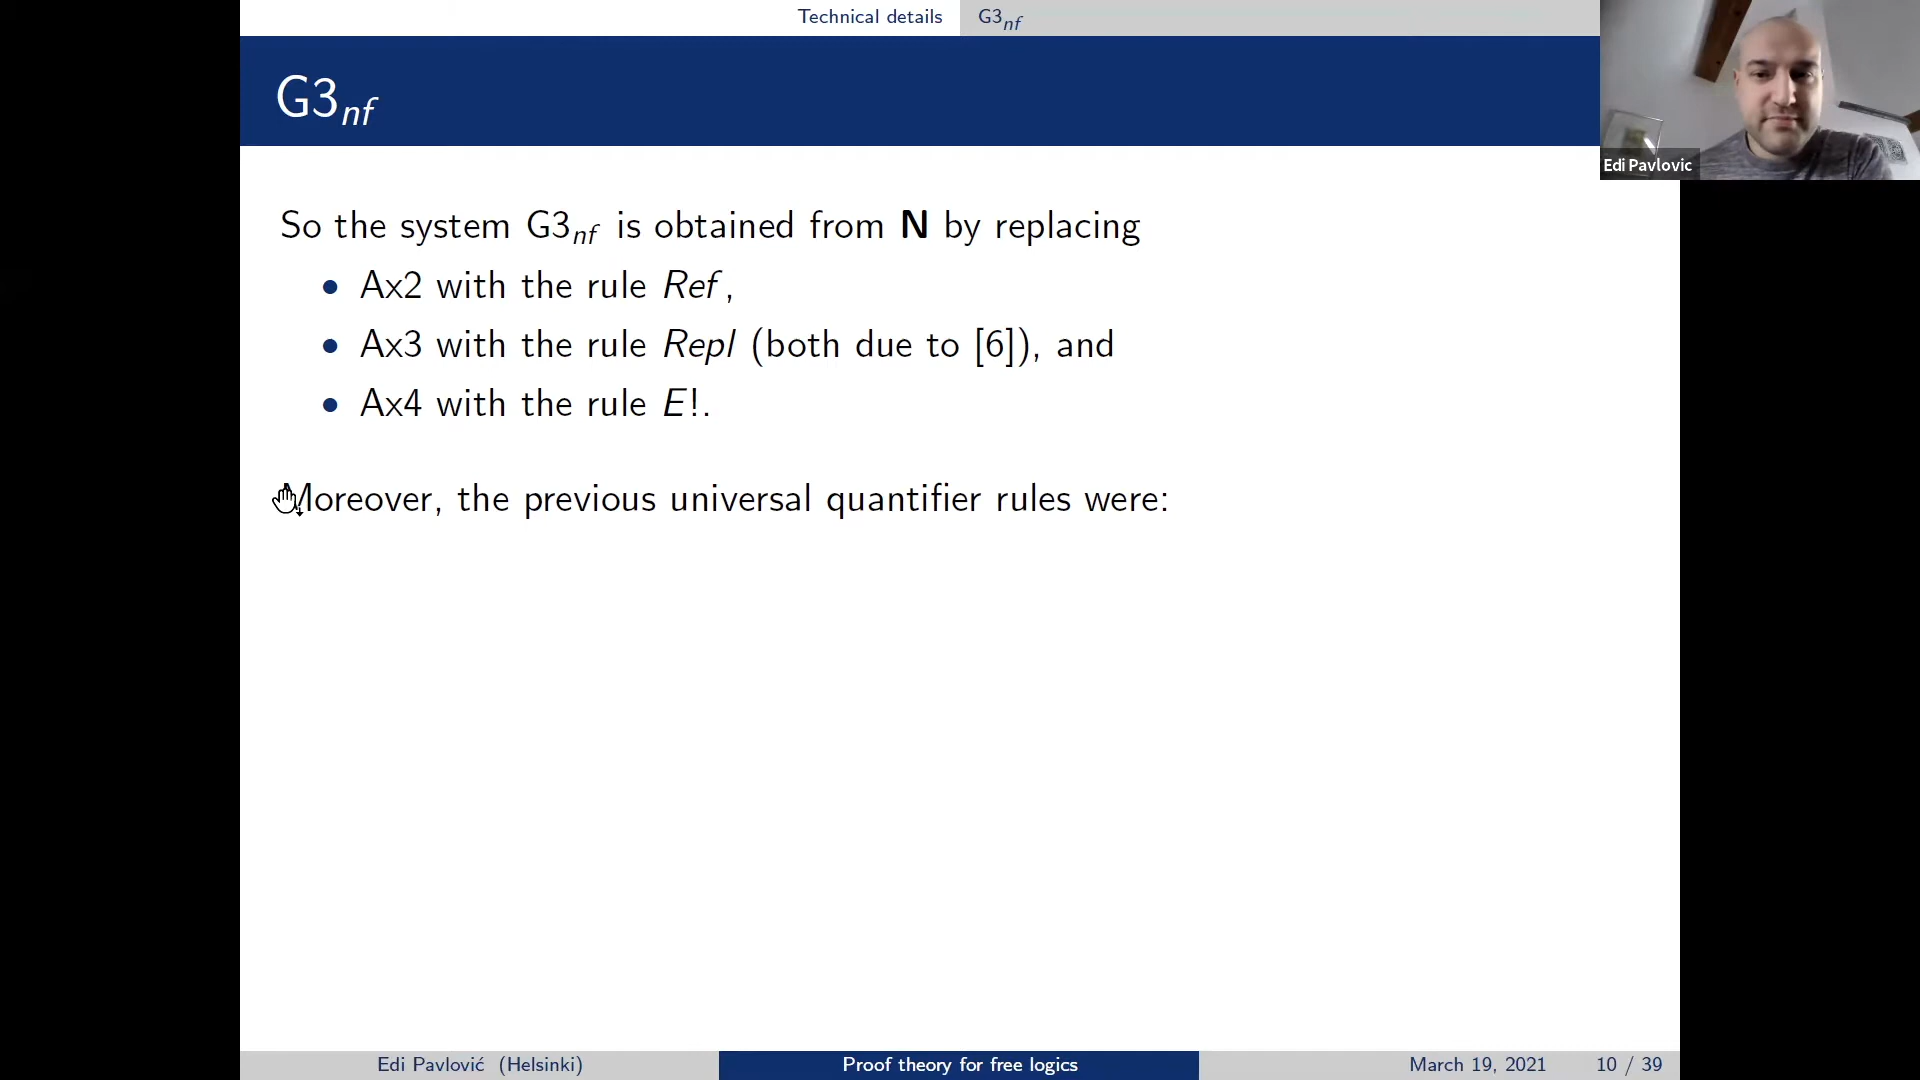 Technical details G3nf
G3nf
Edi Pavlovic
So the system G3nf is obtained from N by replacing
• Ax2 with the rule Ref,
• Ax3 with the rule Repl (both due to [6]), and
• Ax4 with the rule E!.
Moreover, the previous universal quantifier rules were:
Edi Pavlović (Helsinki) Proof theory for free logics March 19, 2021 10 / 39